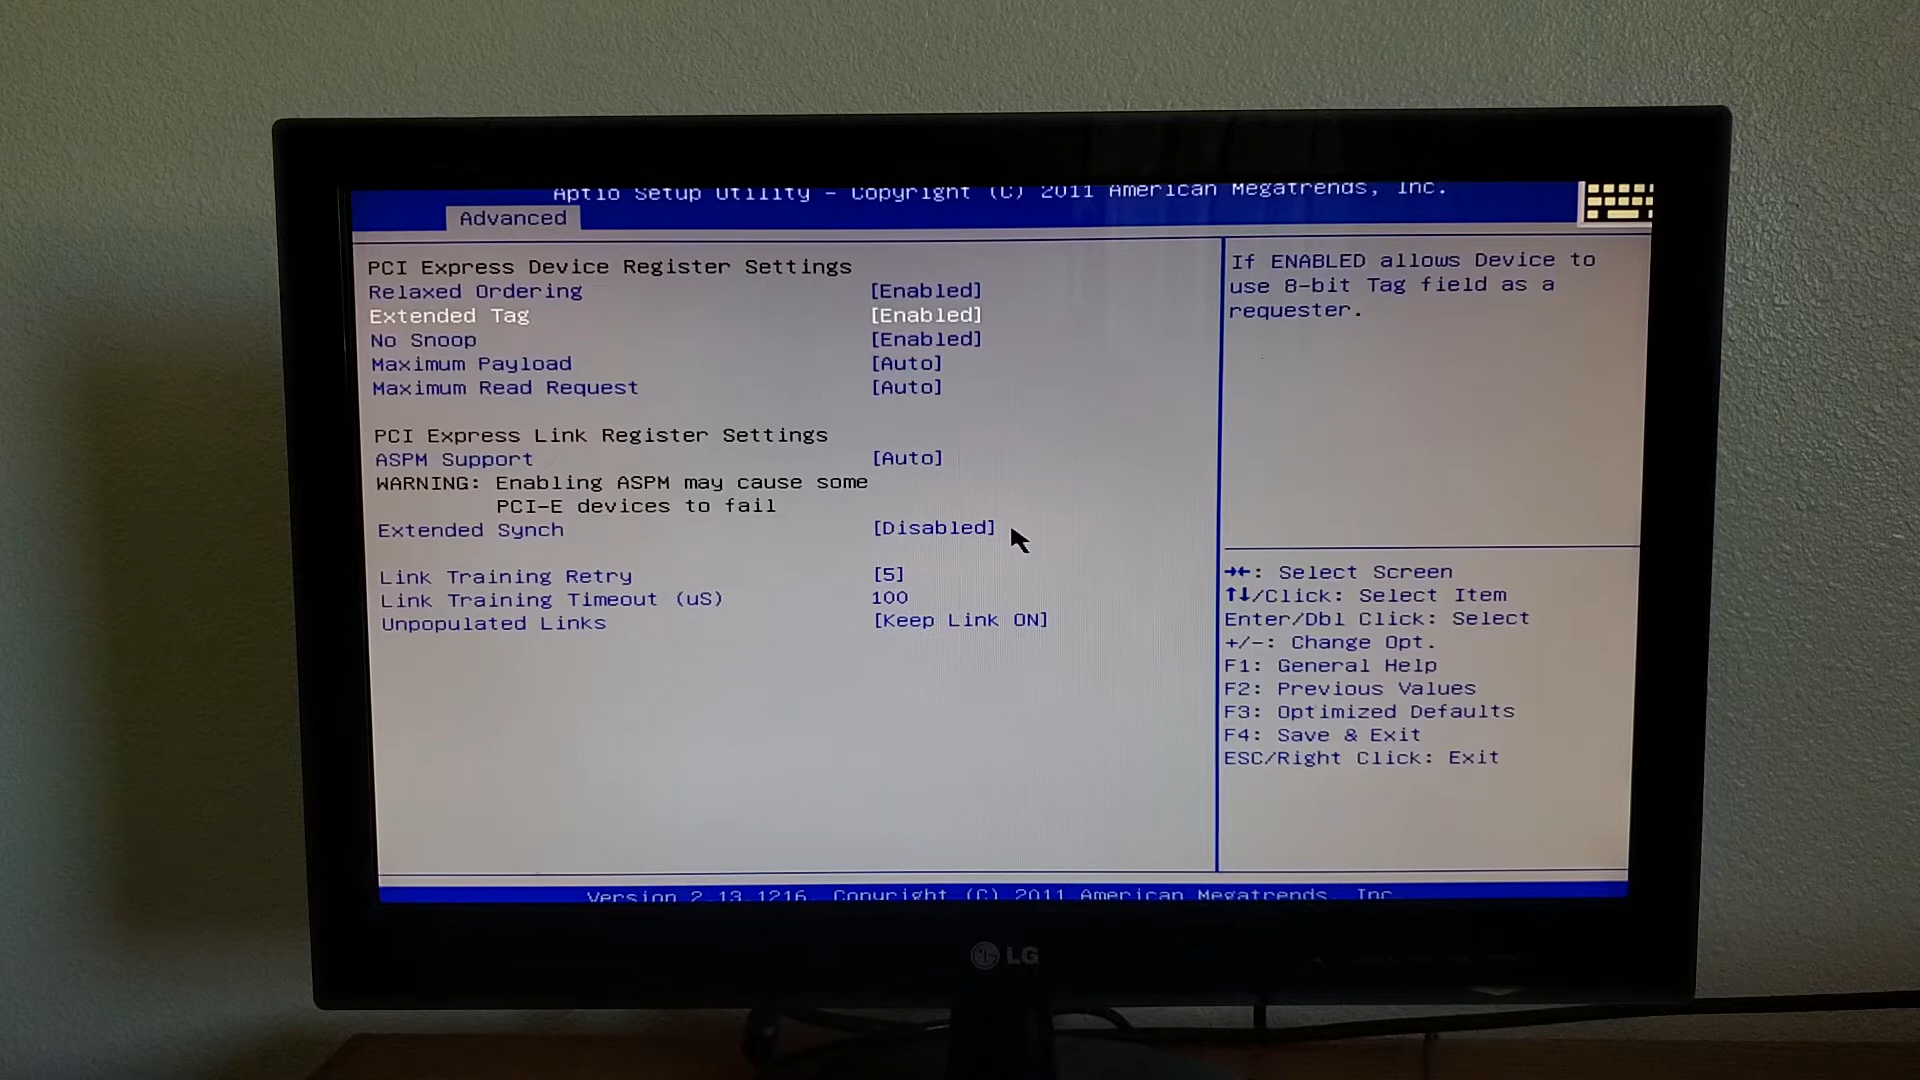 Aptio Setup Utility – Copyright (C) 2011 American Megatrends, Inc.
Advanced
PCI Express Device Register Settings
Relaxed Ordering [Enabled]
Extended Tag [Enabled]
No Snoop [Enabled]
Maximum Payload [Auto]
Maximum Read Request [Auto]
PCI Express Link Register Settings
ASPM Support [Auto]
WARNING: Enabling ASPM may cause some
PCI-E devices to fail
Extended Synch [Disabled]
Link Training Retry [5]
Link Training Timeout (uS) 100
Unpopulated Links [Keep Link ON]
If ENABLED allows Device to
use 8-bit Tag field as a
requester.
→←: Select Screen
↑↓/Click: Select Item
Enter/Dbl Click: Select
+/-: Change Opt.
F1: General Help
F2: Previous Values
F3: Optimized Defaults
F4: Save & Exit
ESC/Right Click: Exit
Version 2.13.1216. Copyright (C) 2011 American Megatrends, Inc.
LG